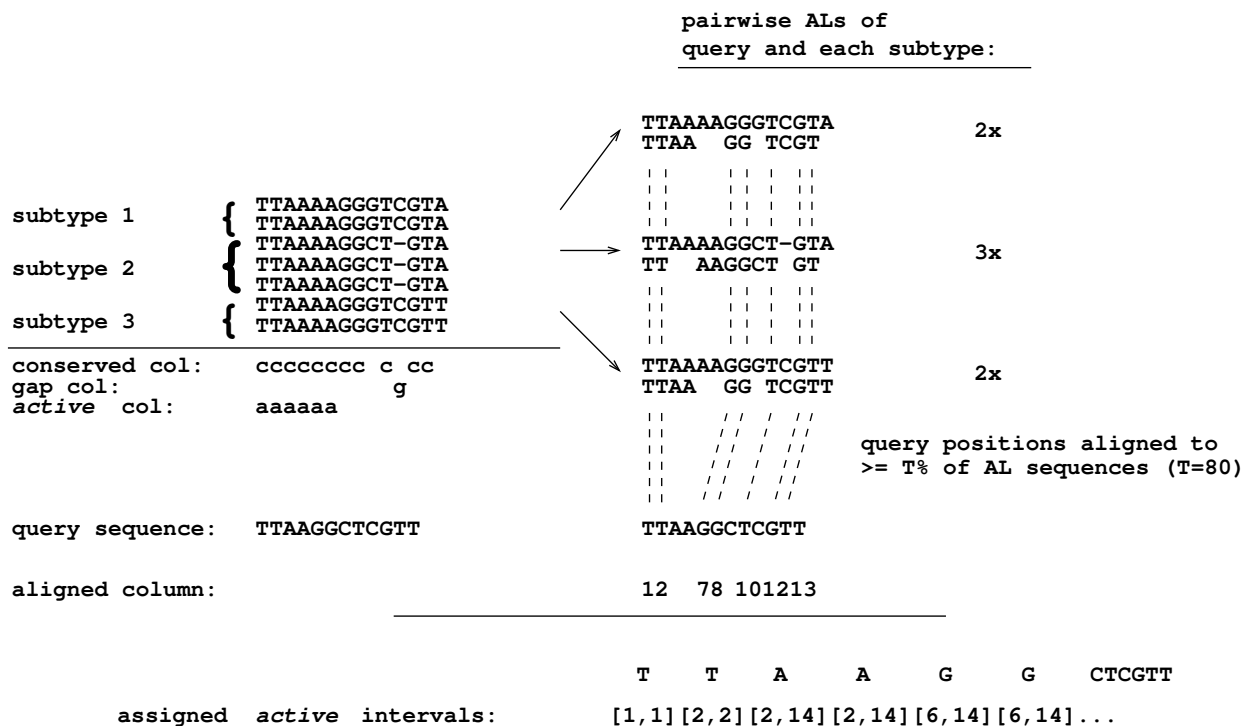 pairwise ALs of
query and each subtype:
TTAAAAGGGTCGTA
TTAA  GG TCGT
2x
subtype 1 { TTAAAAGGGTCGTA
TTAAAAGGGTCGTA
subtype 2 { TTAAAAGGCT-GTA
TTAAAAGGCT-GTA
TTAAAAGGCT-GTA
subtype 3 { TTAAAAGGGTCGTT
TTAAAAGGGTCGTT
TTAAAAGGCT-GTA
TT  AAGGCT GT
3x
conserved col: ccccccccc c cc
gap col: g
active col: aaaaaa
TTAAAAGGGTCGTT
TTAA  GG TCGTT
2x
query positions aligned to
>= T% of AL sequences (T=80)
query sequence: TTAAGGCTCGTT TTAAGGCTCGTT
aligned column: 12  78 101213
T T A A G G CTCGTT
assigned active intervals: [1,1][2,2][2,14][2,14][6,14][6,14]...